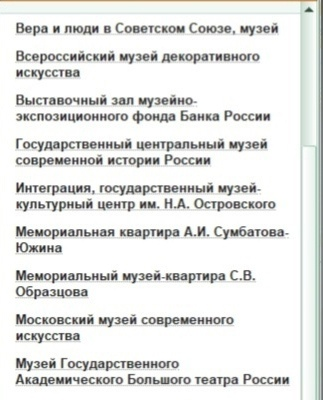 Вера и люди в Советском Союзе, музей
Всероссийский музей декоративного
искусства
Выставочный зал музейно-
экспозиционного фонда Банка России
Государственный центральный музей
современной истории России
Интеграция, государственный музей-
культурный центр им. Н.А. Островского
Мемориальная квартира А.И. Сумбатова-
Южина
Мемориальный музей-квартира С.В.
Образцова
Московский музей современного
искусства
Музей Государственного
Академического Большого театра России